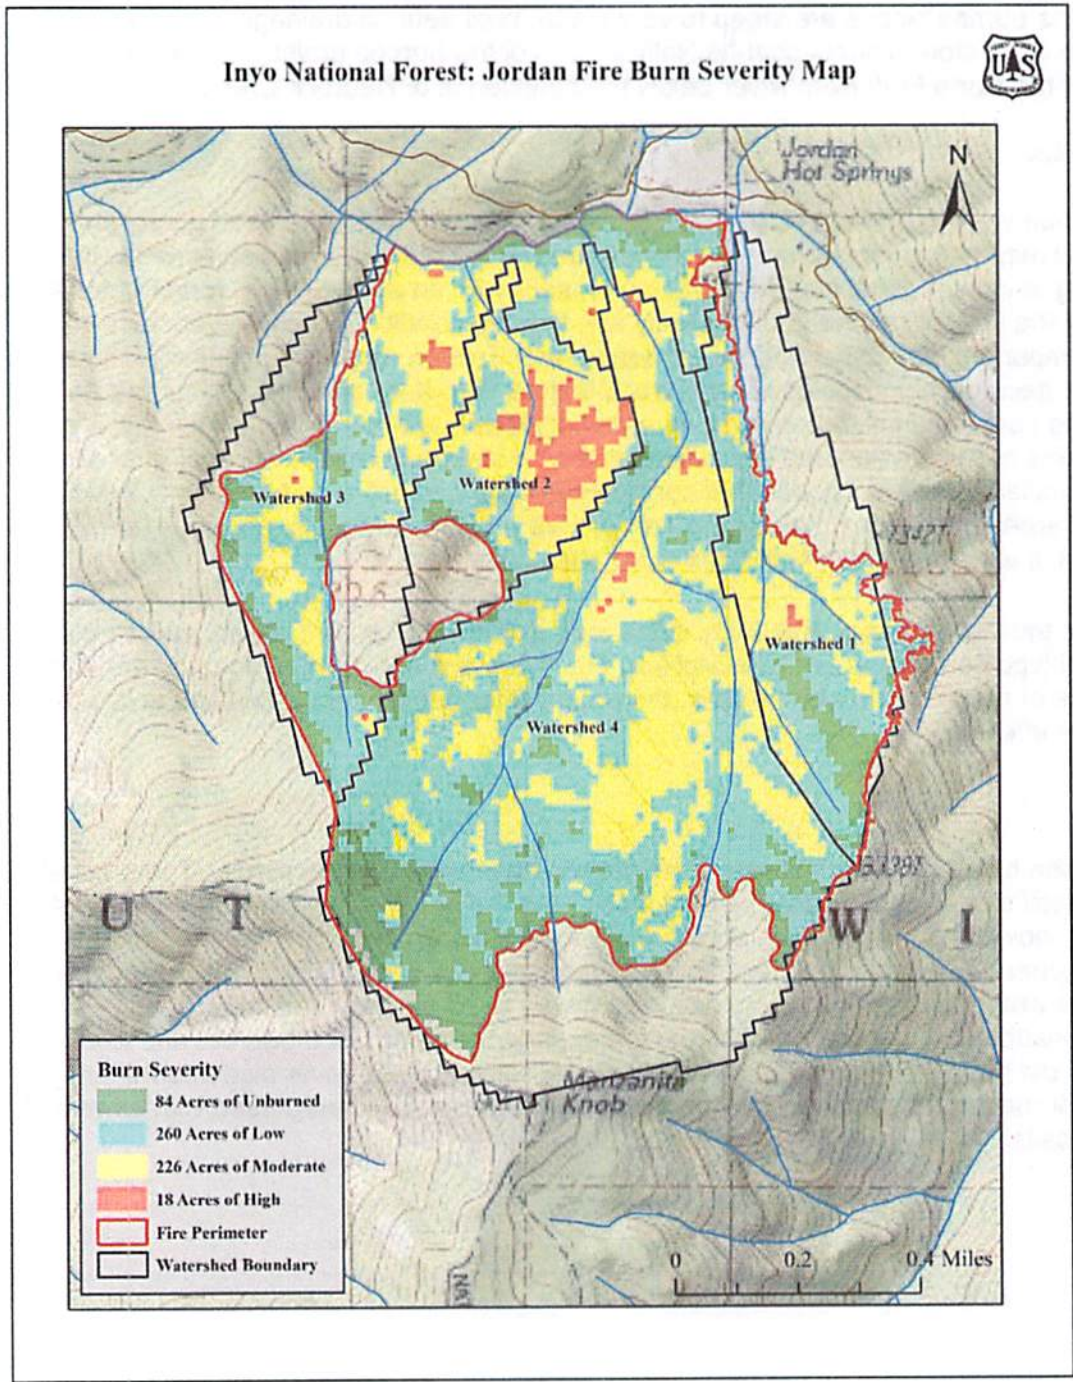 Inyo National Forest: Jordan Fire Burn Severity Map
U S
Jordan
Hot Springs
N
Watershed 3
Watershed 2
Watershed 1
Watershed 4
U T
W I
Manzanita
Knob
Burn Severity
84 Acres of Unburned
260 Acres of Low
226 Acres of Moderate
18 Acres of High
Fire Perimeter
Watershed Boundary
0 0.2 0.4 Miles